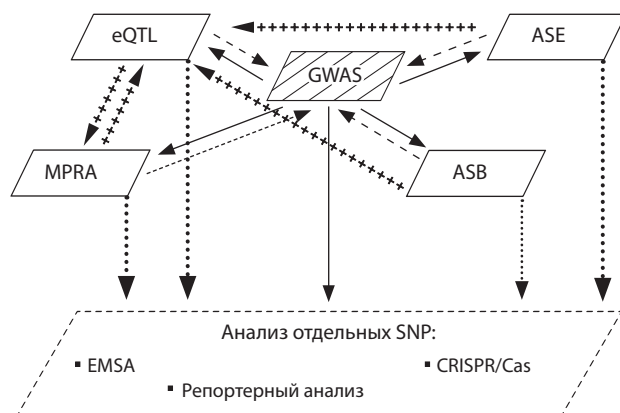 eQTL
ASE
GWAS
MPRA
ASB
Анализ отдельных SNP:
▪ EMSA
▪ CRISPR/Cas
▪ Репортерный анализ